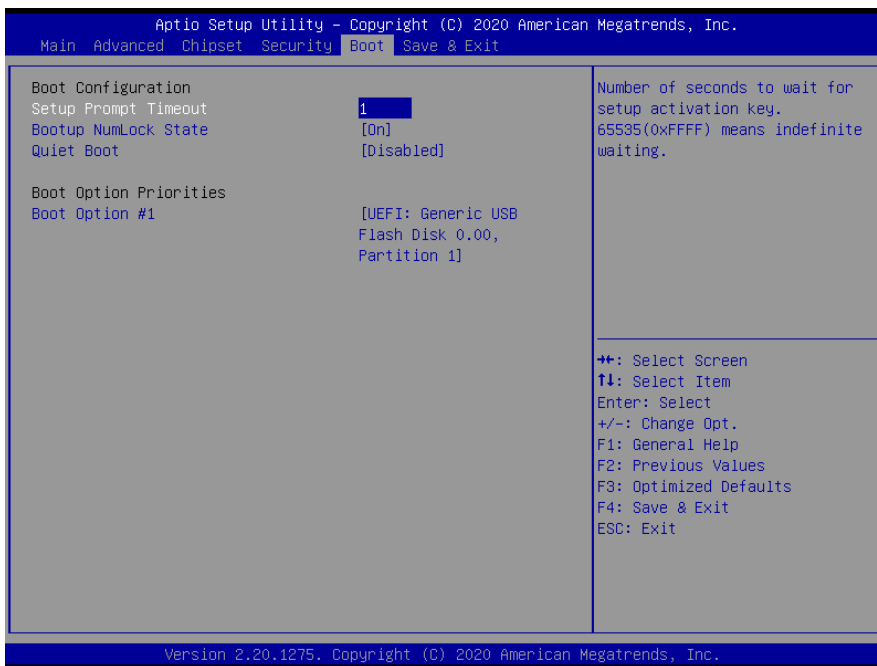 Aptio Setup Utility – Copyright (C) 2020 American Megatrends, Inc.
Main Advanced Chipset Security Boot Save & Exit
Boot Configuration
Setup Prompt Timeout 1
Bootup NumLock State [On]
Quiet Boot [Disabled]
Boot Option Priorities
Boot Option #1 [UEFI: Generic USB
Flash Disk 0.00,
Partition 1]
Number of seconds to wait for
setup activation key.
65535(0xFFFF) means indefinite
waiting.
→←: Select Screen
↑↓: Select Item
Enter: Select
+/-: Change Opt.
F1: General Help
F2: Previous Values
F3: Optimized Defaults
F4: Save & Exit
ESC: Exit
Version 2.20.1275. Copyright (C) 2020 American Megatrends, Inc.